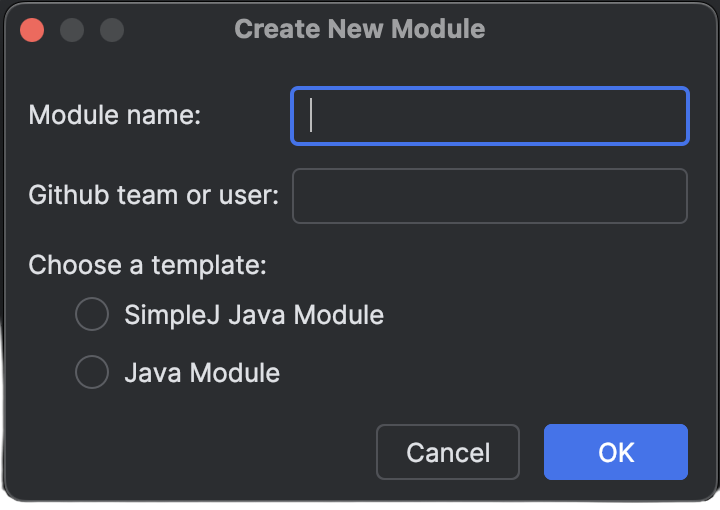 Create New Module
Module name:
Github team or user:
Choose a template:
SimpleJ Java Module
Java Module
Cancel
OK